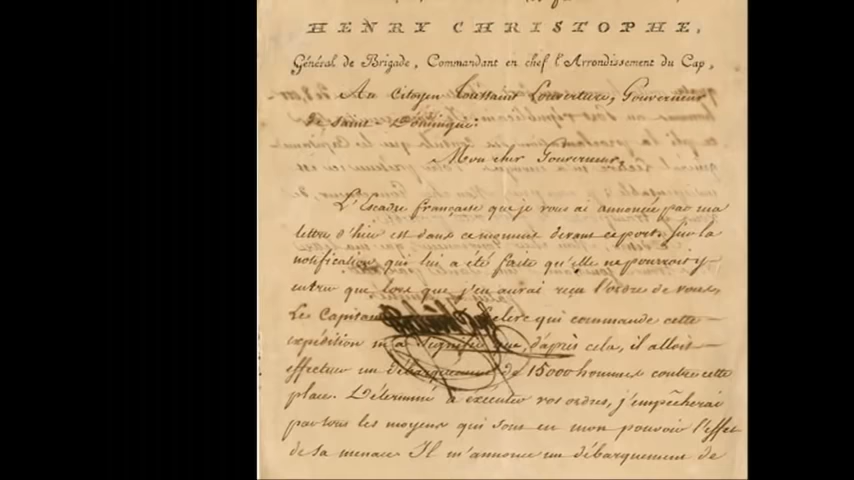 HENRY CHRISTOPHE,
Général de Brigade, Commandant en chef l'Arrondissement du Cap,
Au Citoyen Toussaint Louverture, Gouverneur
de Saint-Domingue:
Mon cher Gouverneur,
L'Escadre française que je vous ai annoncée par ma
lettre d'hier est dans ce moment devant ce port. Sur la
notification qui lui a été faite qu'elle ne pourroit y
entrer que lors que j'en aurai reçu l'ordre de vous,
Le Capitaine leclerc qui commande cette
expédition m'a signifié que, d'après cela, il alloit
effectuer un débarquement de 15000 hommes contre cette
place. Déterminé à exécuter vos ordres, j'empêcherai
par tous les moyens qui sont en mon pouvoir l'effet
de sa menace. Il m'annonce un débarquement de